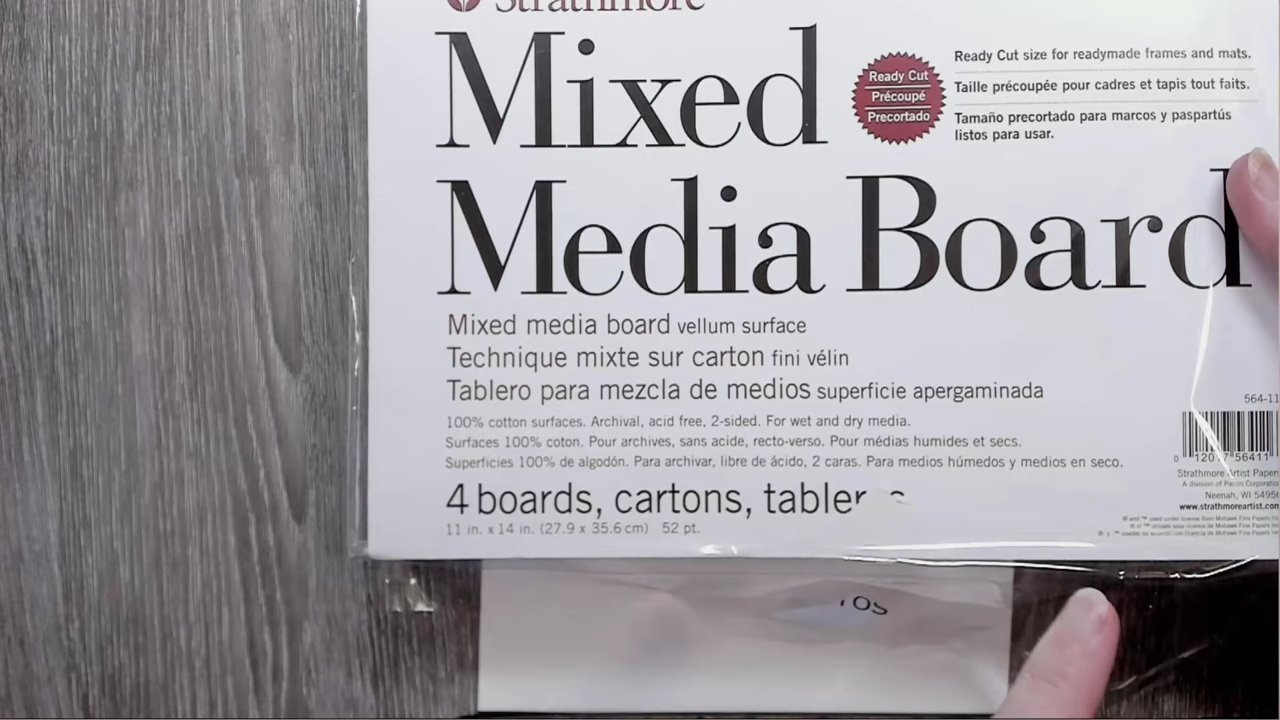 Strathmore
Mixed
Media Board
Ready Cut
Précoupé
Precortado
Ready Cut size for readymade frames and mats.
Taille précoupée pour cadres et tapis tout faits.
Tamaño precortado para marcos y paspartús
listos para usar.
Mixed media board vellum surface
Technique mixte sur carton fini vélin
Tablero para mezcla de medios superficie apergaminada
100% cotton surfaces. Archival, acid free, 2-sided. For wet and dry media.
Surfaces 100% coton. Pour archives, sans acide, recto-verso. Pour médias humides et secs.
Superficies 100% de algodón. Para archivar, libre de ácido, 2 caras. Para medios húmedos y medios en seco.
4 boards, cartons,
11 in. x 14 in. (27.9 x 35.6 cm) 52 pt.
564-11
Strathmore Artist Papers
A division of Pacon
Neenah, WI
www.strathmoreartist.com